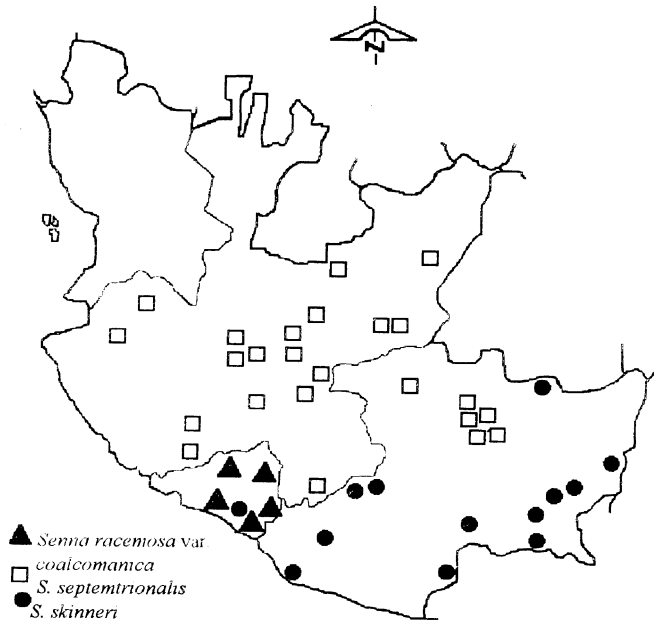 N
Senna racemosa var.
coalcomanica
S. septemtrionalis
S. skinneri